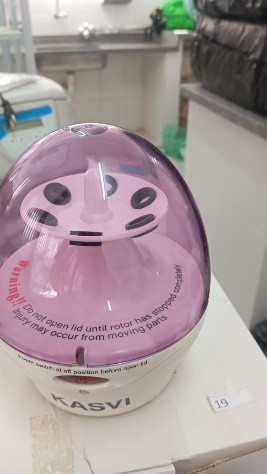 Warning!! Do not open lid until rotor has stopped completely
Injury may occur from moving parts
switch at off position before open lid
KASVI
19